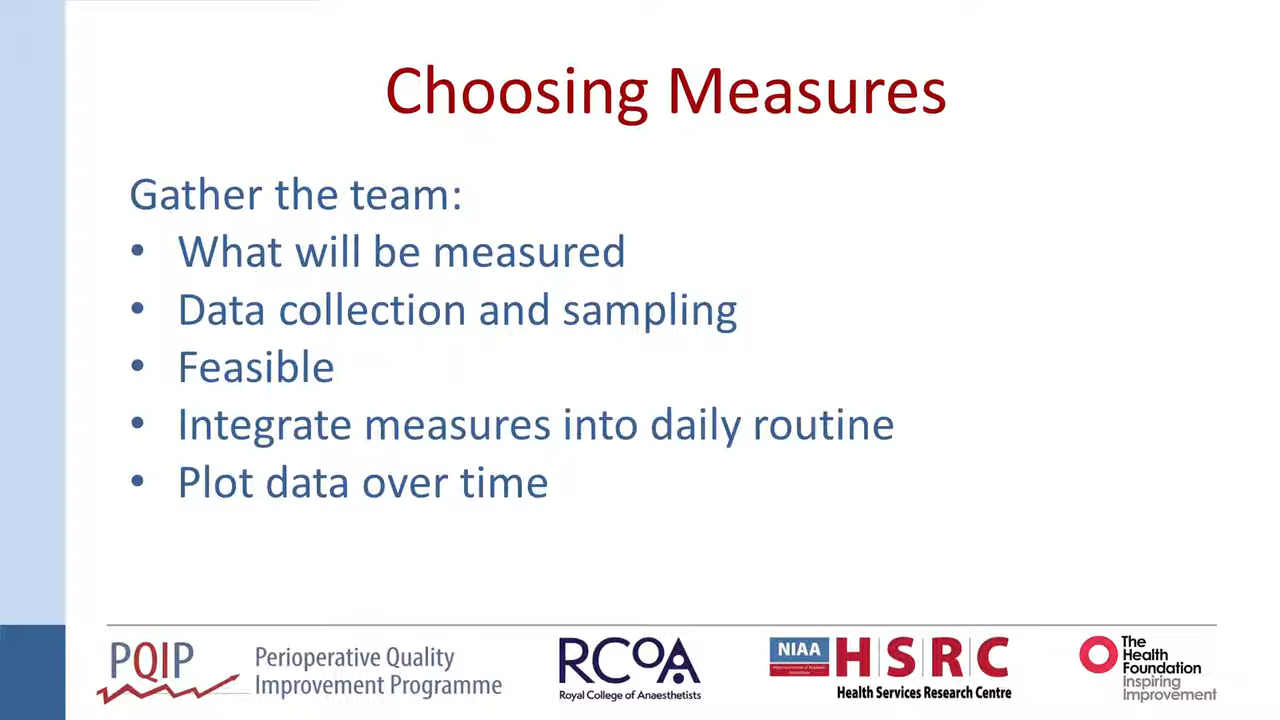 Choosing Measures
Gather the team:
• What will be measured
• Data collection and sampling
• Feasible
• Integrate measures into daily routine
• Plot data over time
PQIP
Perioperative Quality
Improvement Programme
RCOA
Royal College of Anaesthetists
NIAA
HSRC
Health Services Research Centre
The
Health
Foundation
Inspiring
Improvement